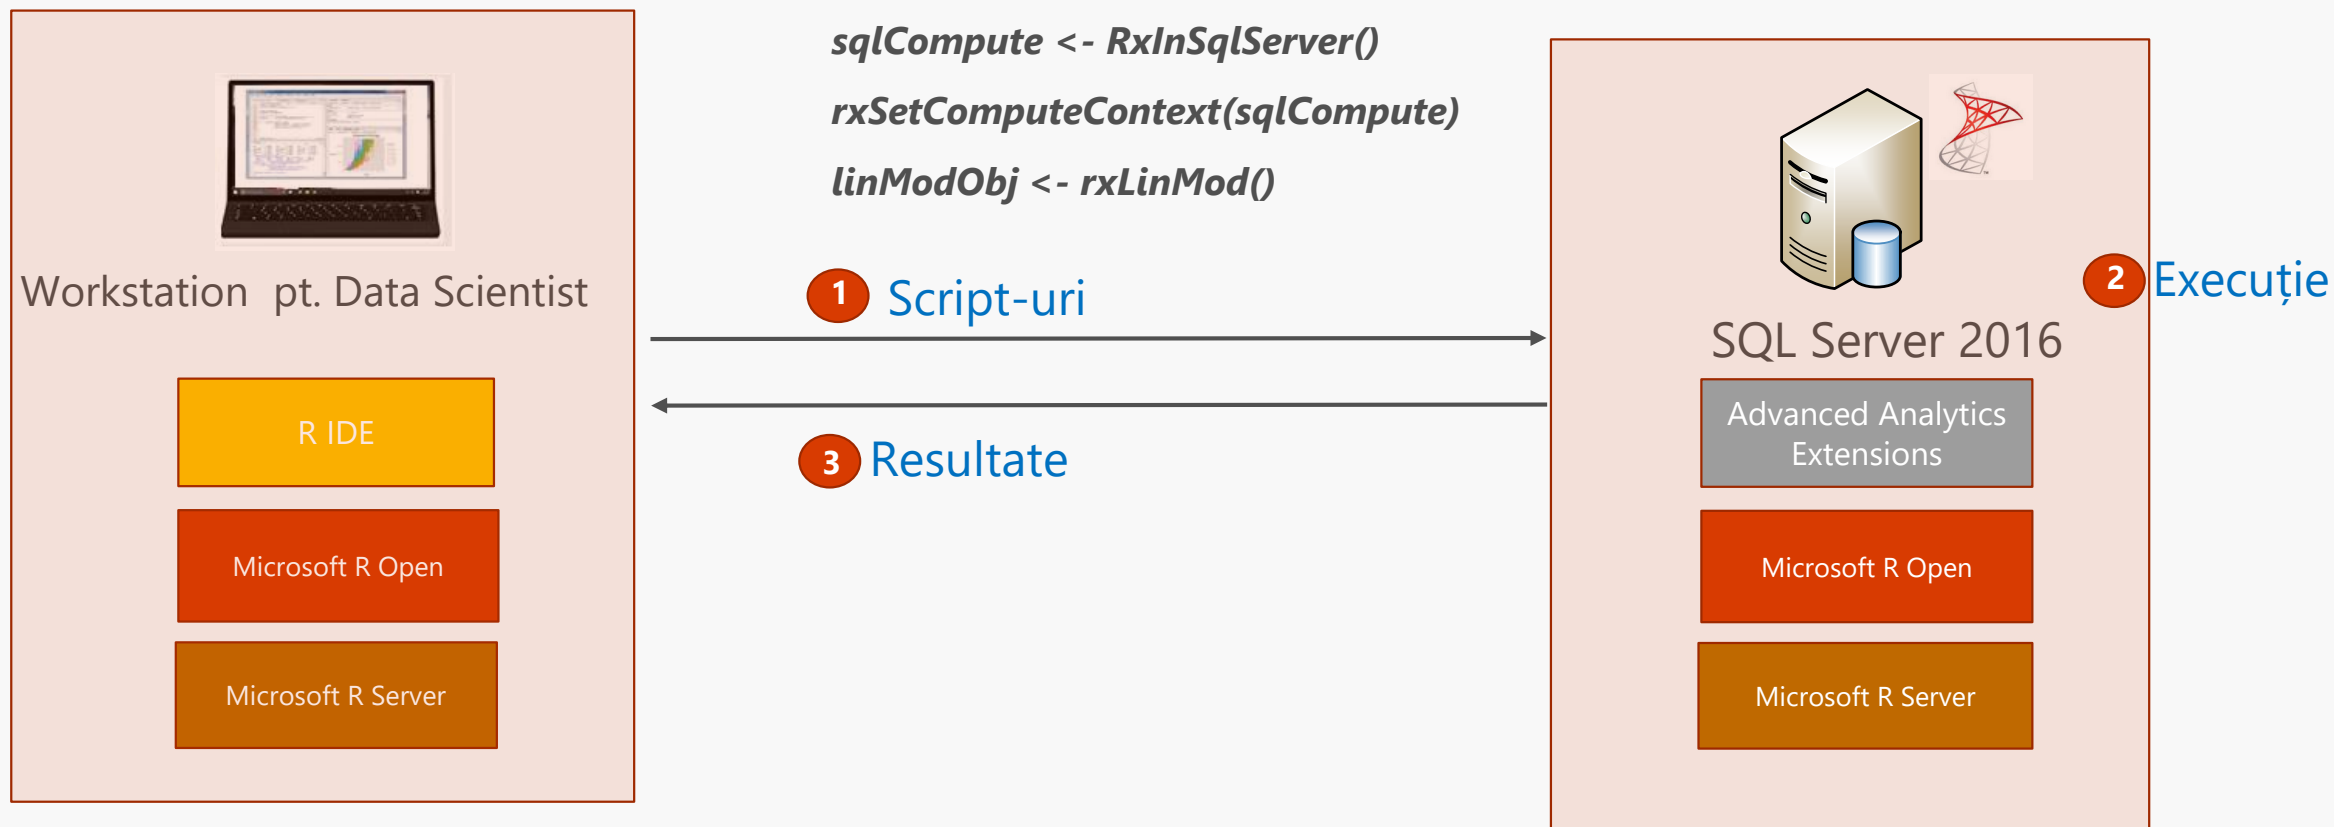 sqlCompute <- RxInSqlServer()
rxSetComputeContext(sqlCompute)
linModObj <- rxLinMod()
Workstation  pt. Data Scientist
R IDE
Microsoft R Open
Microsoft R Server
1 Script-uri
3 Resultate
2 Execuție
SQL Server 2016
Advanced Analytics
Extensions
Microsoft R Open
Microsoft R Server